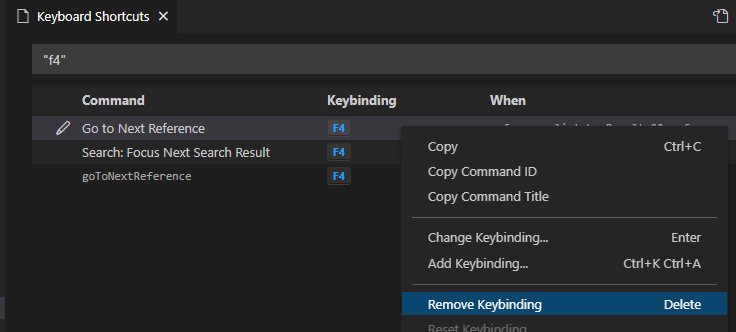 Keyboard Shortcuts
"f4"
Command Keybinding When
Go to Next Reference F4
Search: Focus Next Search Result F4
goToNextReference F4
Copy Ctrl+C
Copy Command ID
Copy Command Title
Change Keybinding... Enter
Add Keybinding... Ctrl+K Ctrl+A
Remove Keybinding Delete
Reset Keybinding